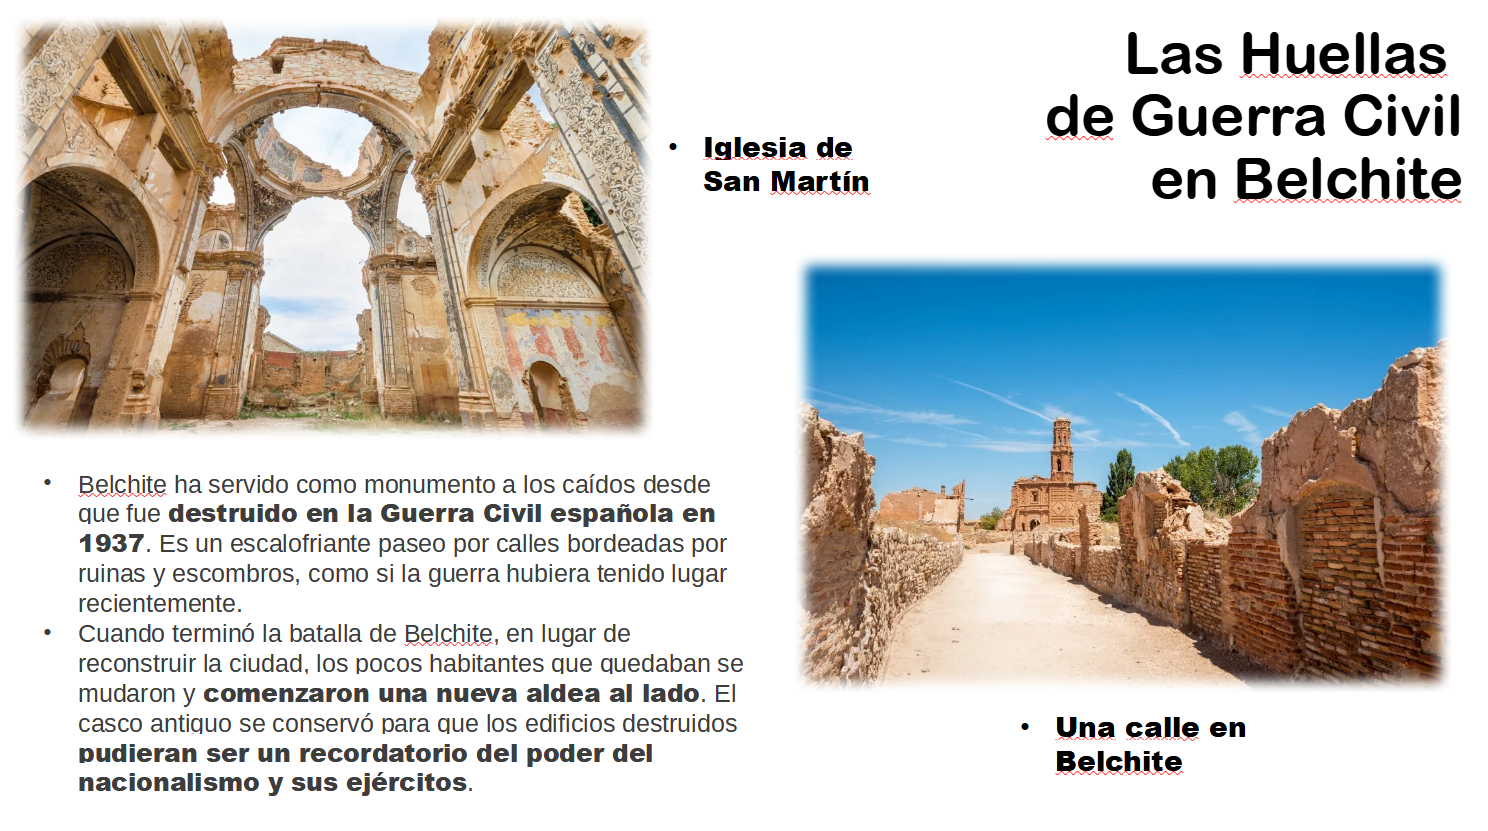 Las Huellas
de Guerra Civil
en Belchite
• Iglesia de
San Martín
• Belchite ha servido como monumento a los caídos desde
que fue destruido en la Guerra Civil española en
1937. Es un escalofriante paseo por calles bordeadas por
ruinas y escombros, como si la guerra hubiera tenido lugar
recientemente.
• Cuando terminó la batalla de Belchite, en lugar de
reconstruir la ciudad, los pocos habitantes que quedaban se
mudaron y comenzaron una nueva aldea al lado. El
casco antiguo se conservó para que los edificios destruidos
pudieran ser un recordatorio del poder del
nacionalismo y sus ejércitos.
• Una calle en
Belchite